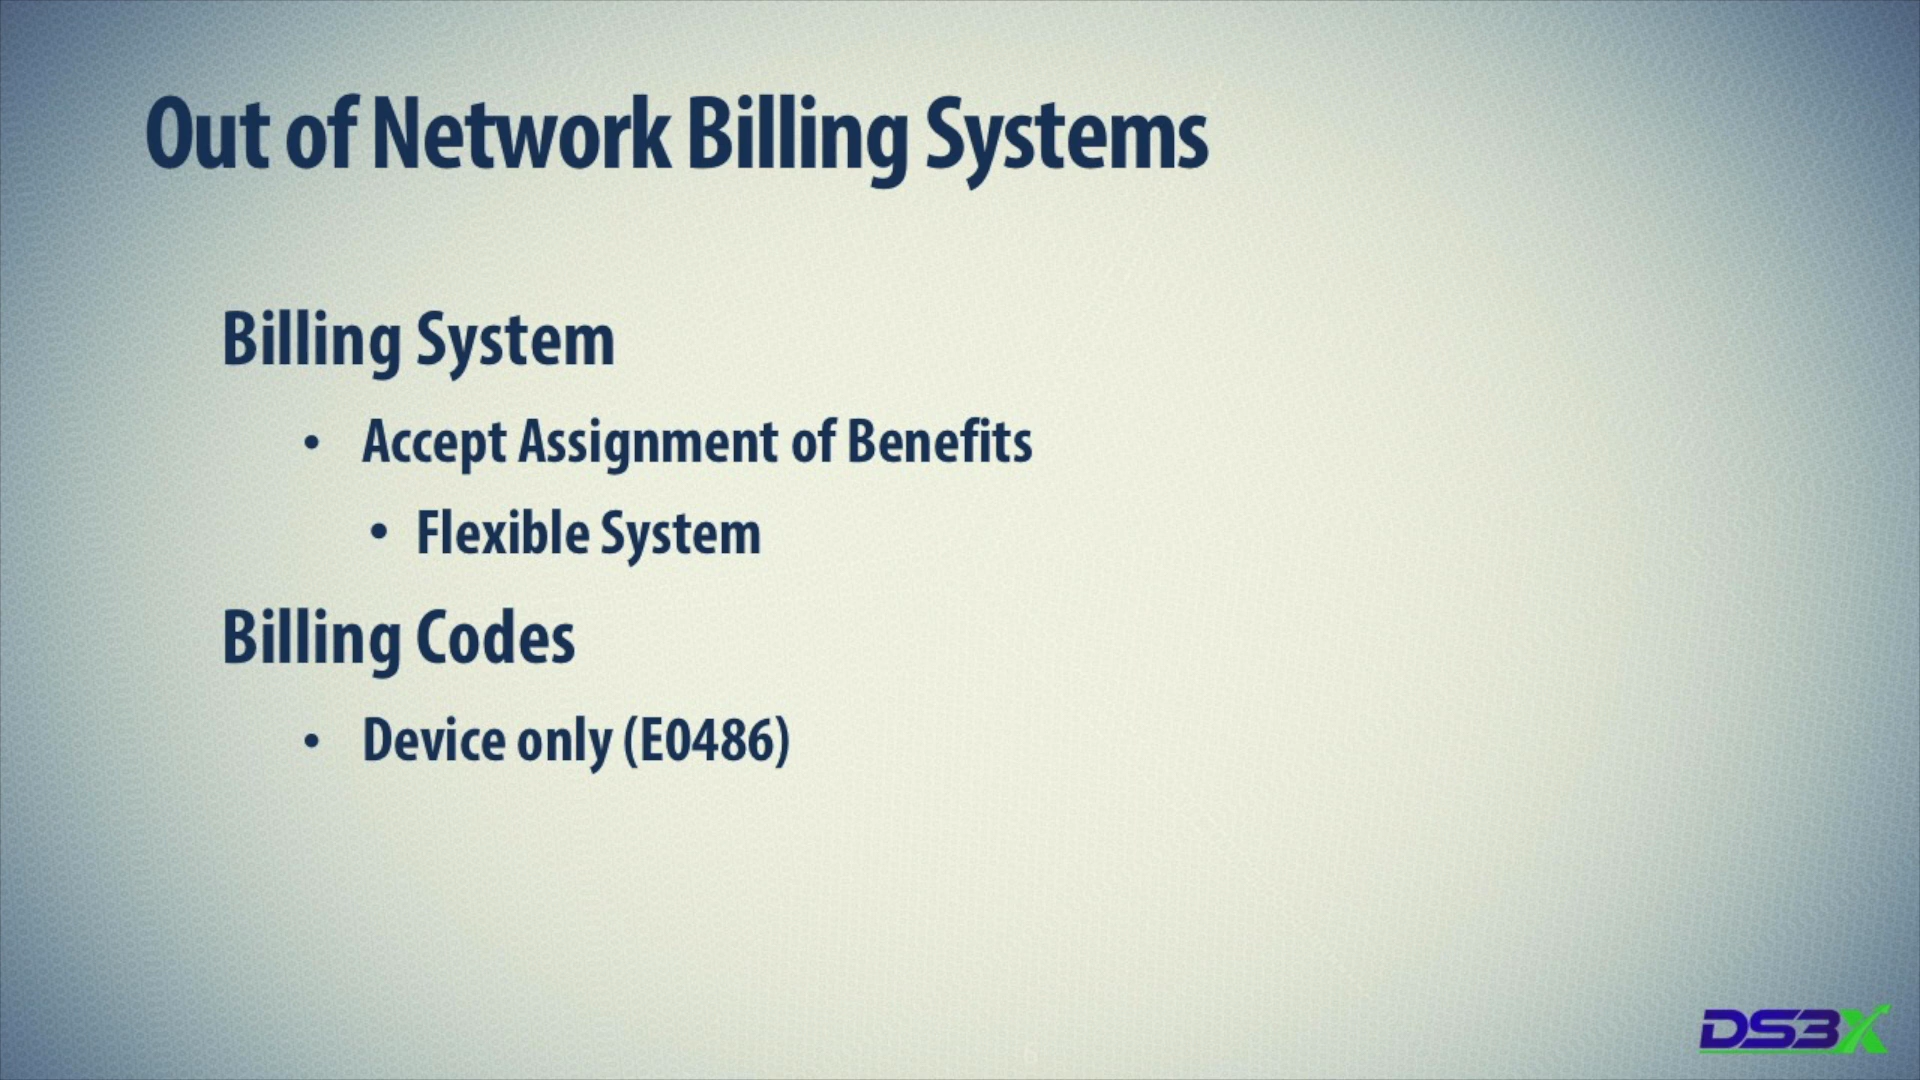 Out of Network Billing Systems
Billing System
• Accept Assignment of Benefits
• Flexible System
Billing Codes
• Device only (E0486)
DS3X